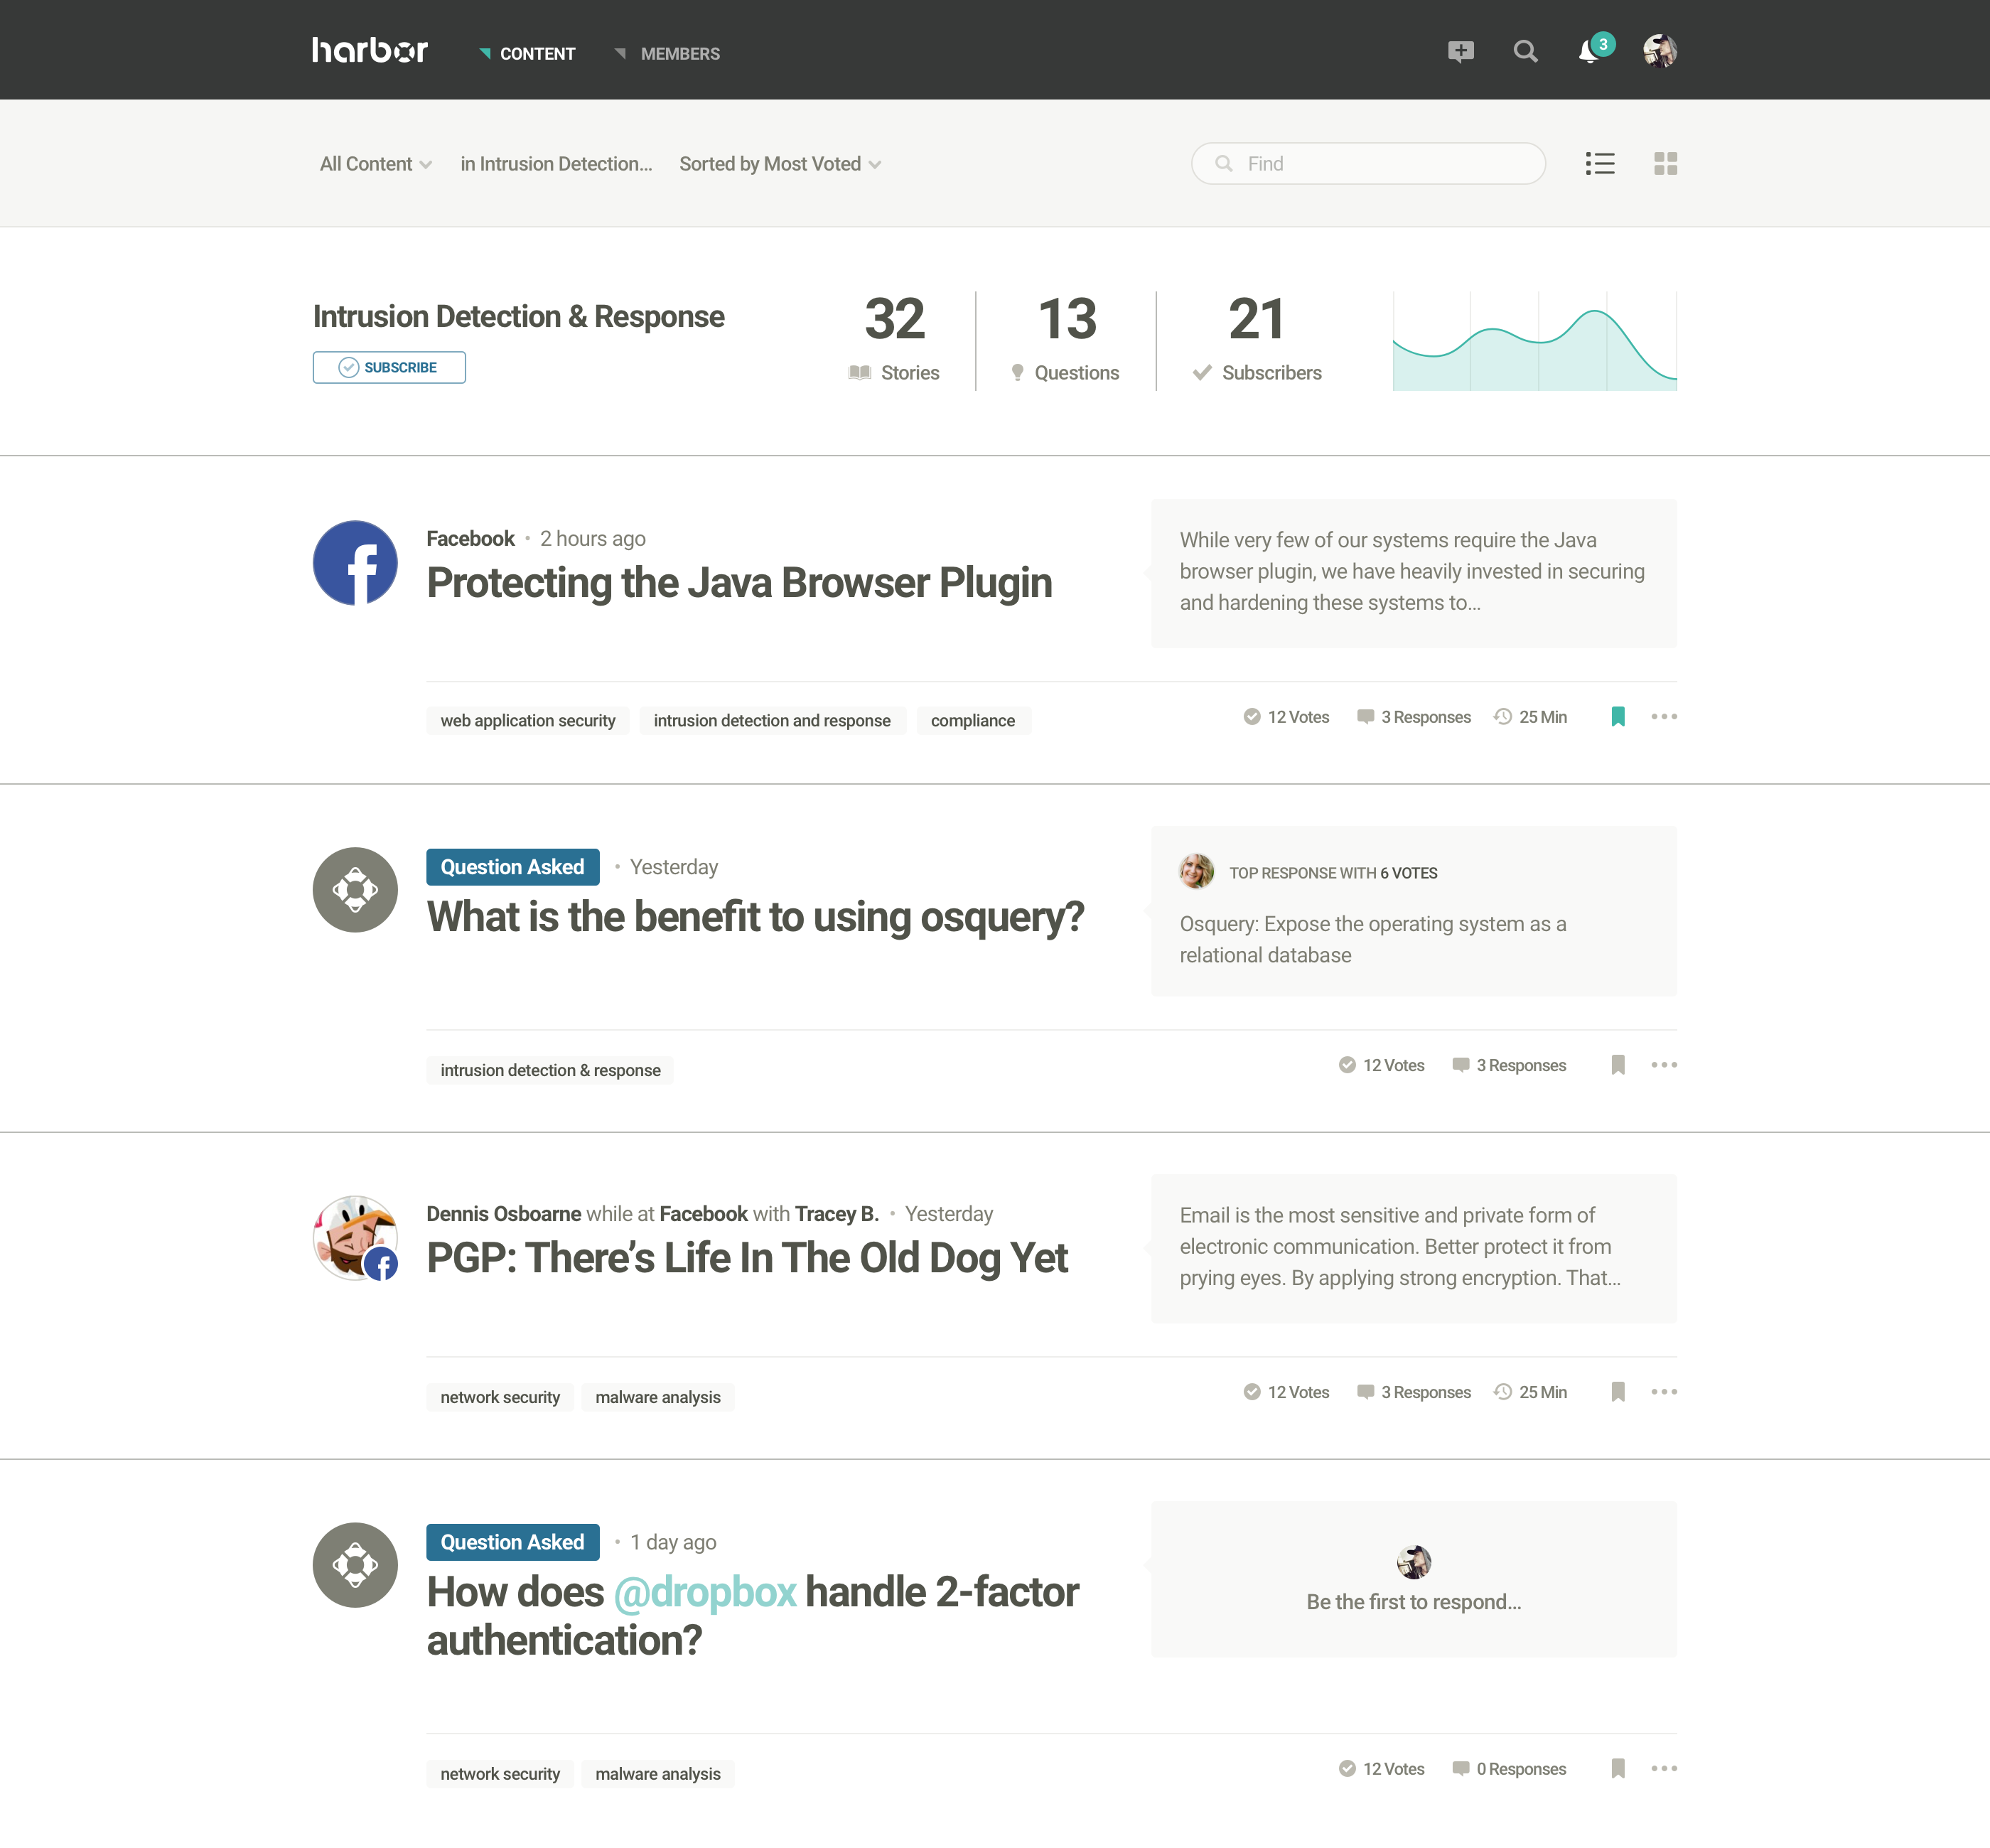 harbor
CONTENT
MEMBERS
3
All Content
in Intrusion Detection...
Sorted by Most Voted
Find
Intrusion Detection & Response
SUBSCRIBE
32
Stories
13
Questions
21
Subscribers
Facebook • 2 hours ago
Protecting the Java Browser Plugin
While very few of our systems require the Java
browser plugin, we have heavily invested in securing
and hardening these systems to...
web application security
intrusion detection and response
compliance
12 Votes
3 Responses
25 Min
Question Asked • Yesterday
What is the benefit to using osquery?
TOP RESPONSE WITH 6 VOTES
Osquery: Expose the operating system as a
relational database
intrusion detection & response
12 Votes
3 Responses
Dennis Osboarne while at Facebook with Tracey B. • Yesterday
PGP: There’s Life In The Old Dog Yet
Email is the most sensitive and private form of
electronic communication. Better protect it from
prying eyes. By applying strong encryption. That...
network security
malware analysis
12 Votes
3 Responses
25 Min
Question Asked • 1 day ago
How does @dropbox handle 2-factor
authentication?
Be the first to respond...
network security
malware analysis
12 Votes
0 Responses